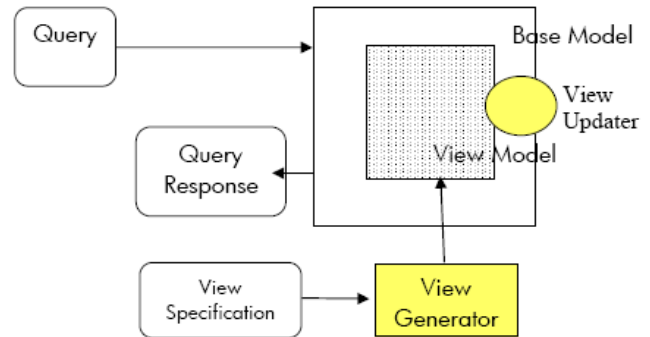 Query
Base Model
View
Updater
Query
Response
View Model
View
Specification
View
Generator